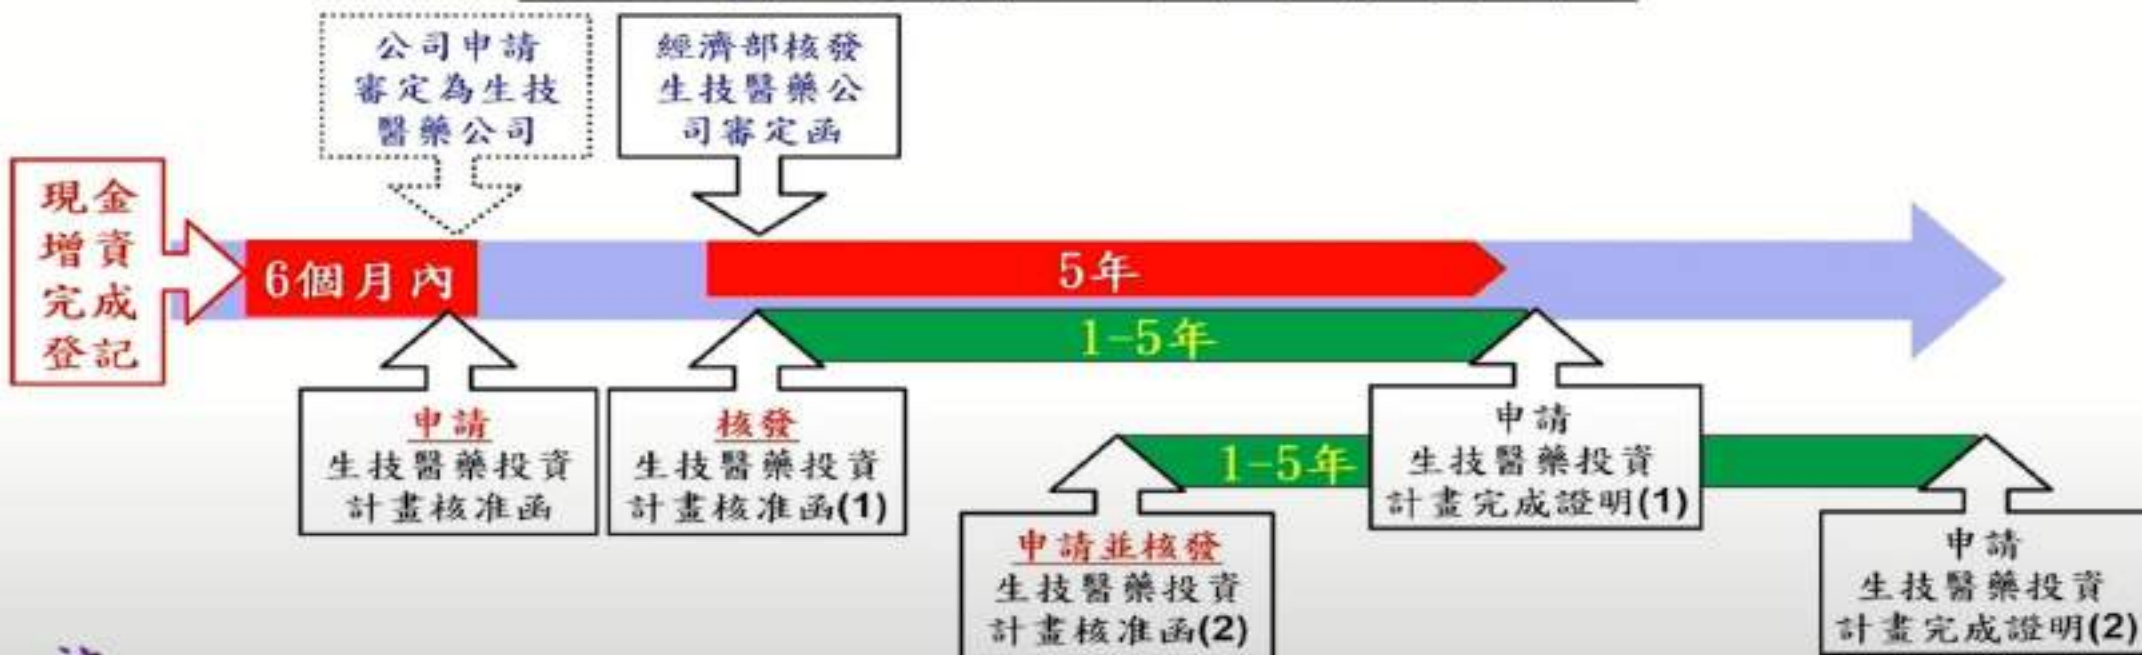 公司申請
審定為生技
醫藥公司
經濟部核發
生技醫藥公
司審定函
現金
增資
完成
登記
6個月內
5年
1-5年
申請
生技醫藥投資
計畫核准函
核發
生技醫藥投資
計畫核准函(1)
1-5年
申請
生技醫藥投資
計畫完成證明(1)
申請並核發
生技醫藥投資
計畫核准函(2)
申請
生技醫藥投資
計畫完成證明(2)